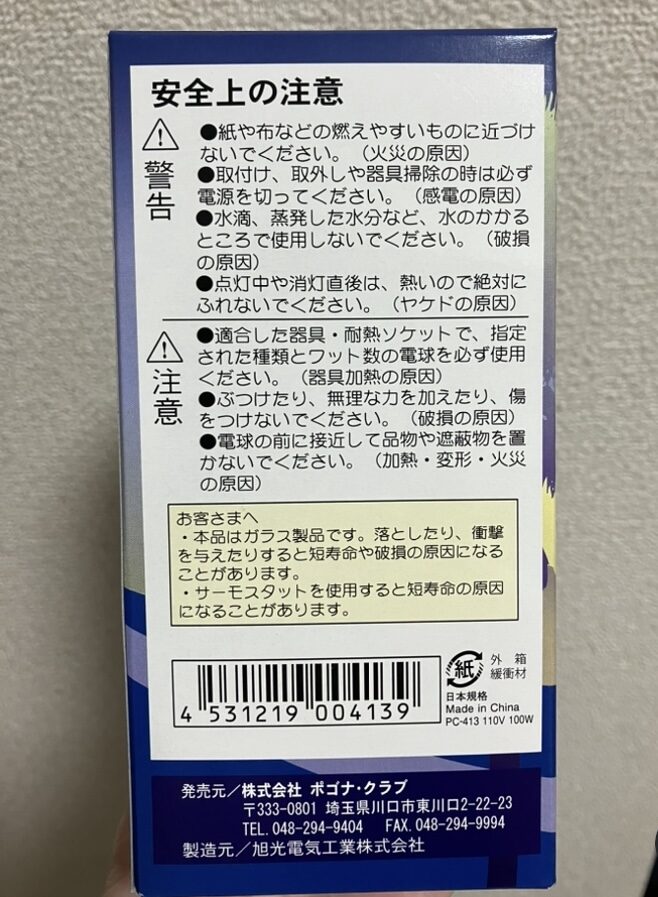 安全上の注意
警告
●紙や布などの燃えやすいものに近づけ
ないでください。（火災の原因）
●取付け、取外しや器具掃除の時は必ず
電源を切ってください。（感電の原因）
●水滴、蒸発した水分など、水のかかる
ところで使用しないでください。（破損
の原因）
●点灯中や消灯直後は、熱いので絶対に
ふれないでください。（ヤケドの原因）
注意
●適合した器具・耐熱ソケットで、指定
された種類とワット数の電球を必ず使用
ください。（器具加熱の原因）
●ぶつけたり、無理な力を加えたり、傷
をつけないでください。（破損の原因）
●電球の前に接近して品物や遮蔽物を置
かないでください。（加熱・変形・火災
の原因）
お客さまへ
・本品はガラス製品です。落としたり、衝撃
を与えたりすると短寿命や破損の原因になる
ことがあります。
・サーモスタットを使用すると短寿命の原因
になることがあります。
4 531219 004139
紙
外 箱
緩衝材
日本規格
Made in China
PC-413 110V 100W
発売元／株式会社 ポゴナ・クラブ
〒333-0801 埼玉県川口市東川口2-22-23
TEL. 048-294-9404 FAX. 048-294-9994
製造元／旭光電気工業株式会社